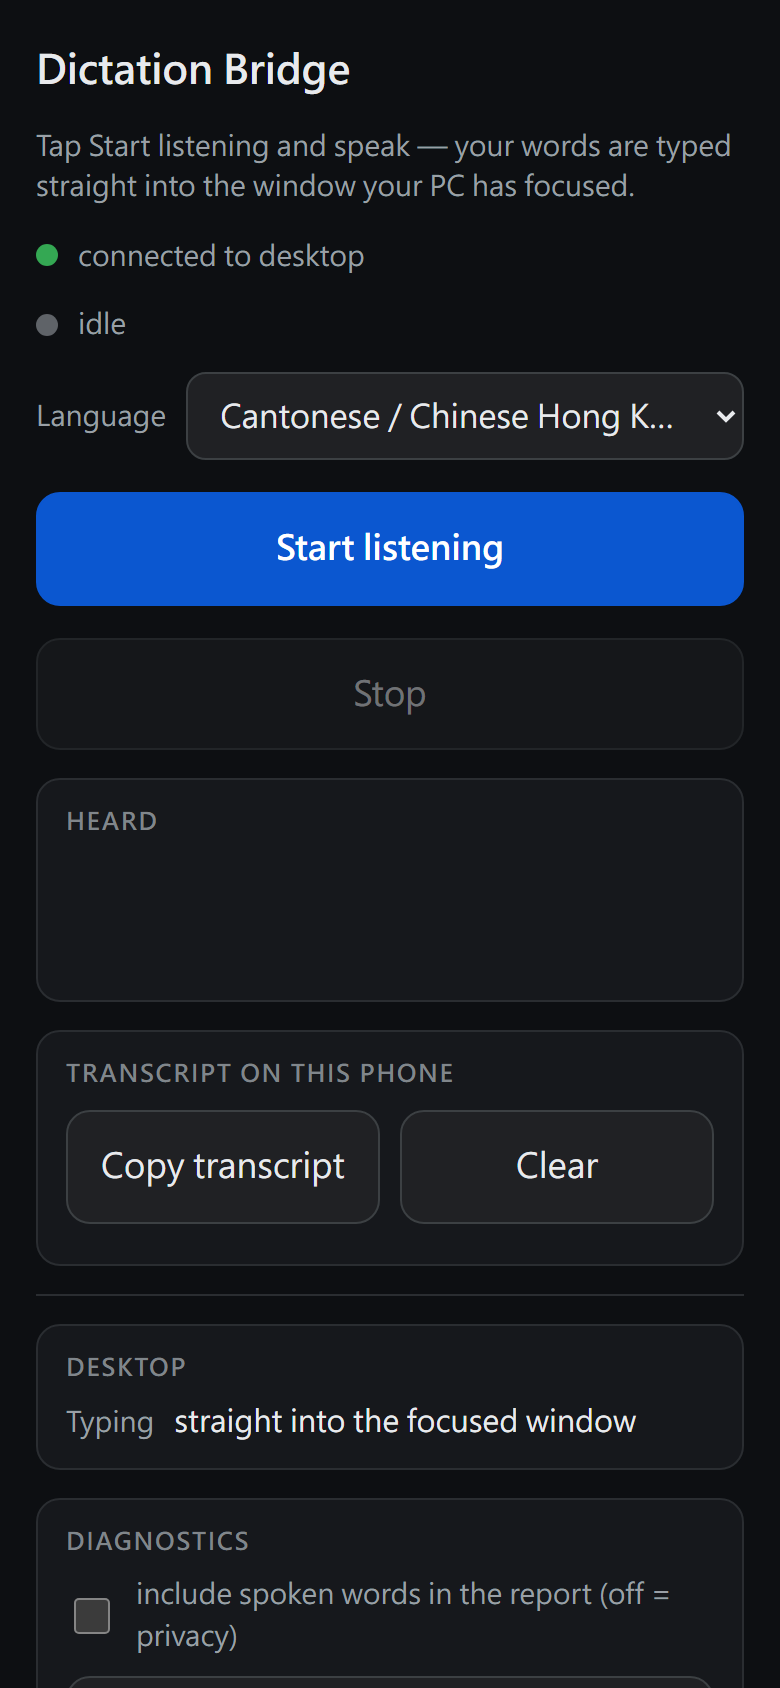 Dictation Bridge
Tap Start listening and speak — your words are typed
straight into the window your PC has focused.
connected to desktop
idle
Language Cantonese / Chinese Hong K...
Start listening
Stop
HEARD
TRANSCRIPT ON THIS PHONE
Copy transcript Clear
DESKTOP
Typing straight into the focused window
DIAGNOSTICS
include spoken words in the report (off =
privacy)